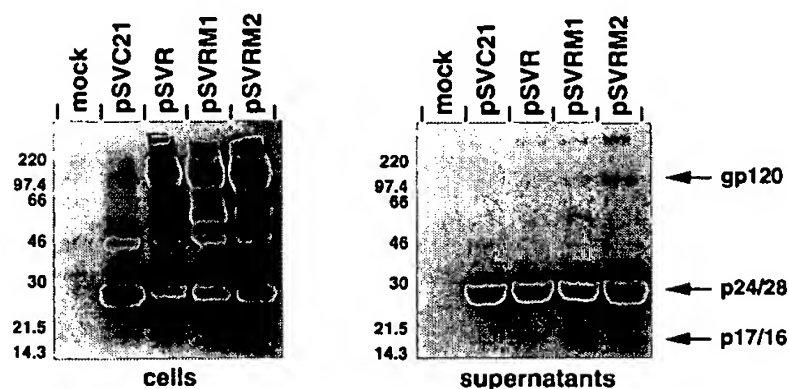 mock
pSVC21
pSVR
pSVRM1
pSVRM2
220
97.4
66
46
30
21.5
14.3
cells
mock
pSVC21
pSVR
pSVRM1
pSVRM2
220
97.4
66
46
30
21.5
14.3
gp120
p24/28
p17/16
supernatants